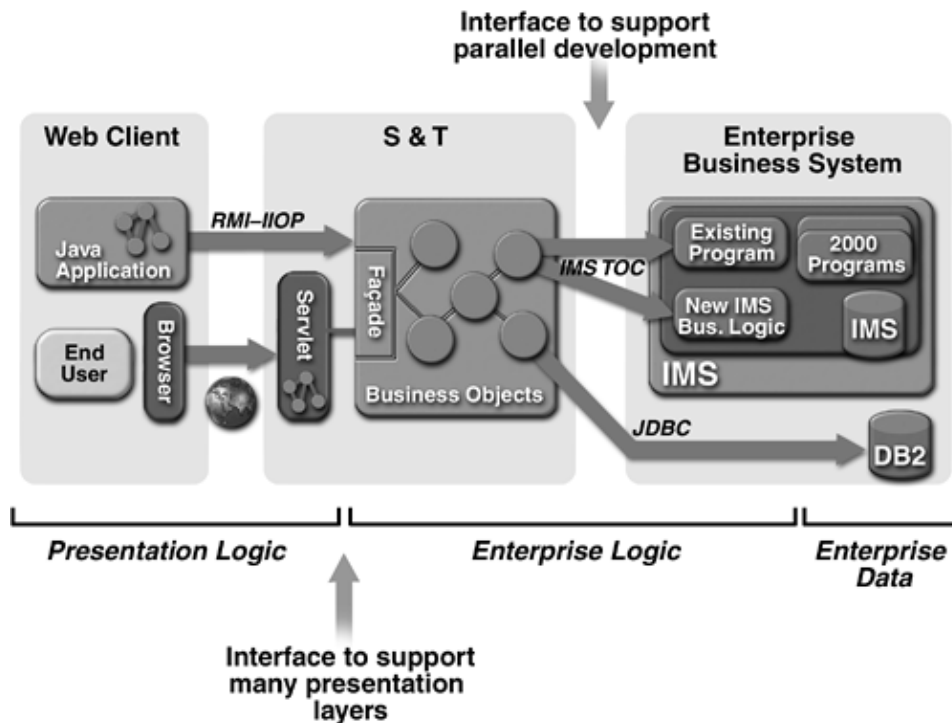 Interface to support
parallel development
Web Client
S & T
Enterprise
Business System
Java
Application
RMI–IIOP
Façade
Servlet
Business Objects
IMS TOC
Existing
Program
2000
Programs
New IMS
Bus. Logic
IMS
IMS
End
User
Browser
JDBC
DB2
Presentation Logic
Enterprise Logic
Enterprise
Data
Interface to support
many presentation
layers